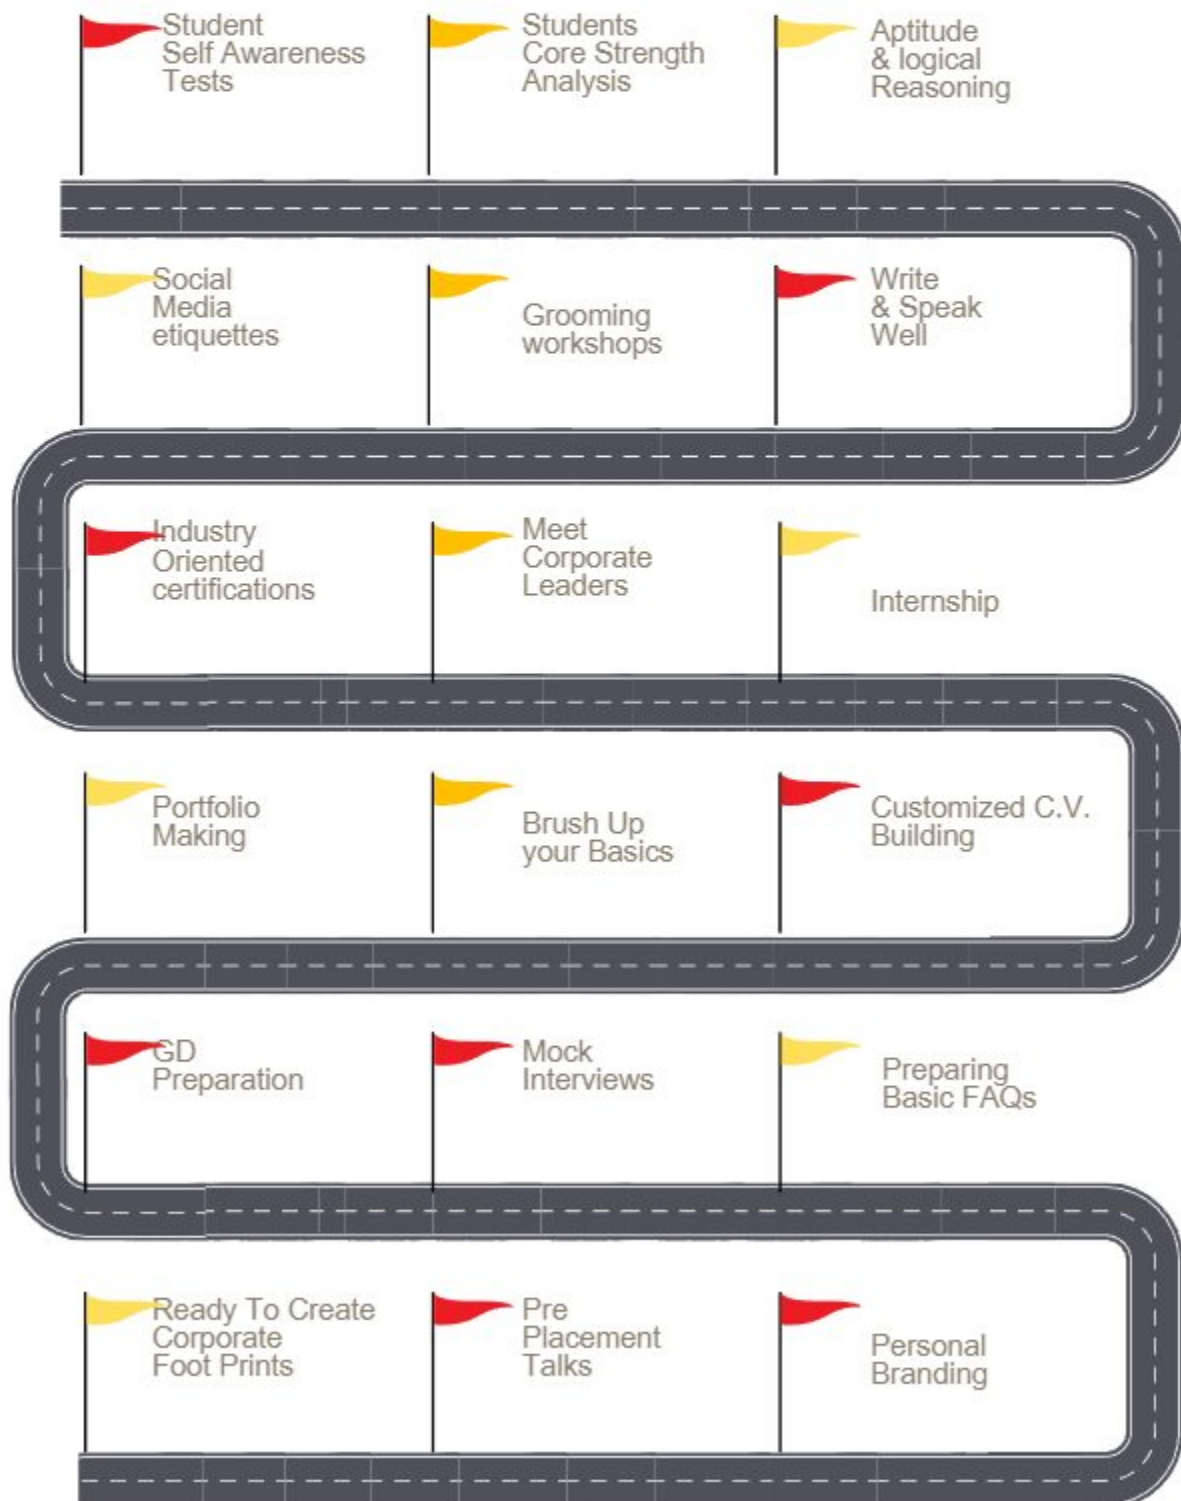 Student
Self Awareness
Tests
Students
Core Strength
Analysis
Aptitude
& logical
Reasoning
Social
Media
etiquettes
Grooming
workshops
Write
& Speak
Well
Industry
Oriented
certifications
Meet
Corporate
Leaders
Internship
Portfolio
Making
Brush Up
your Basics
Customized C.V.
Building
GD
Preparation
Mock
Interviews
Preparing
Basic FAQs
Ready To Create
Corporate
Foot Prints
Pre
Placement
Talks
Personal
Branding